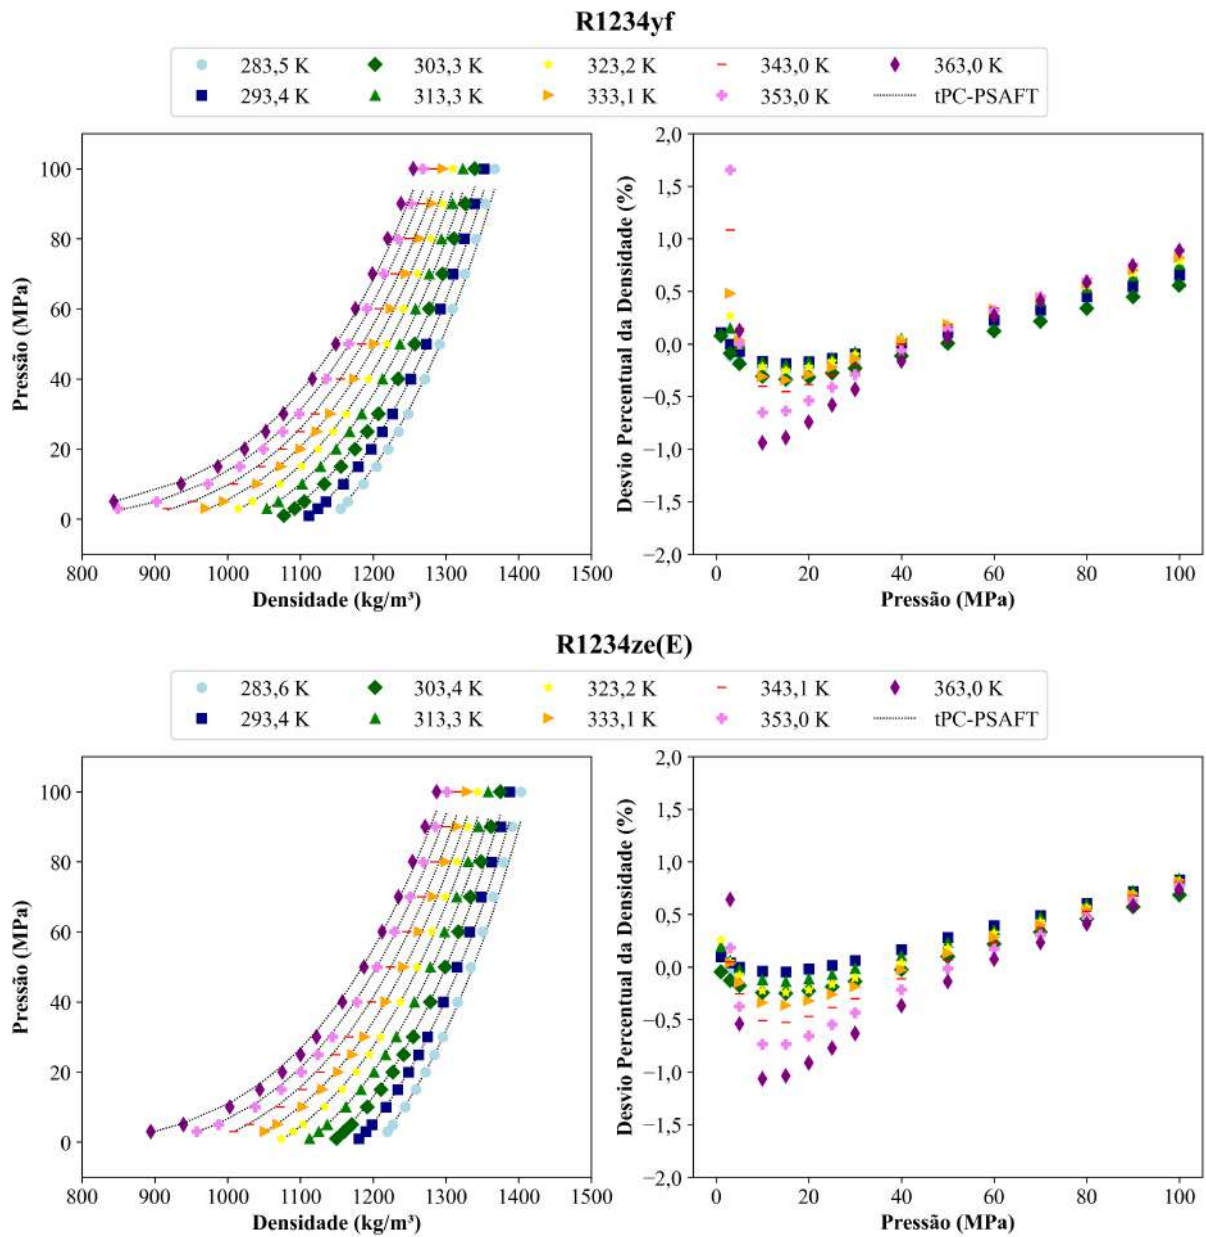 R1234yf
283,5 K 303,3 K 323,2 K 343,0 K 363,0 K
293,4 K 313,3 K 333,1 K 353,0 K tPC-PSAFT
Pressão (MPa)
100
80
60
40
20
0
800 900 1000 1100 1200 1300 1400 1500
Densidade (kg/m³)
Desvio Percentual da Densidade (%)
2,0
1,5
1,0
0,5
0,0
−0,5
−1,0
−1,5
−2,0
0 20 40 60 80 100
Pressão (MPa)
R1234ze(E)
283,6 K 303,4 K 323,2 K 343,1 K 363,0 K
293,4 K 313,3 K 333,1 K 353,0 K tPC-PSAFT
Pressão (MPa)
100
80
60
40
20
0
800 900 1000 1100 1200 1300 1400 1500
Densidade (kg/m³)
Desvio Percentual da Densidade (%)
2,0
1,5
1,0
0,5
0,0
−0,5
−1,0
−1,5
−2,0
0 20 40 60 80 100
Pressão (MPa)